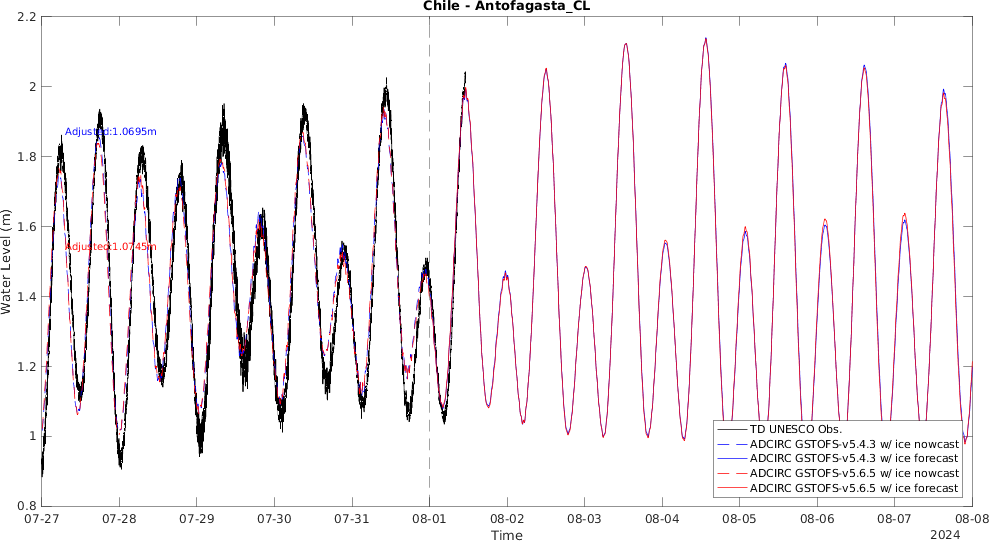 Chile - Antofagasta_CL
2.2
2
1.8
1.6
1.4
1.2
1
0.8
Water Level (m)
Adjusted:1.0695m
Adjusted:1.0745m
TD UNESCO Obs.
ADCIRC GSTOFS-v5.4.3 w/ ice nowcast
ADCIRC GSTOFS-v5.4.3 w/ ice forecast
ADCIRC GSTOFS-v5.6.5 w/ ice nowcast
ADCIRC GSTOFS-v5.6.5 w/ ice forecast
07-27 07-28 07-29 07-30 07-31 08-01 08-02 08-03 08-04 08-05 08-06 08-07 08-08
Time
2024